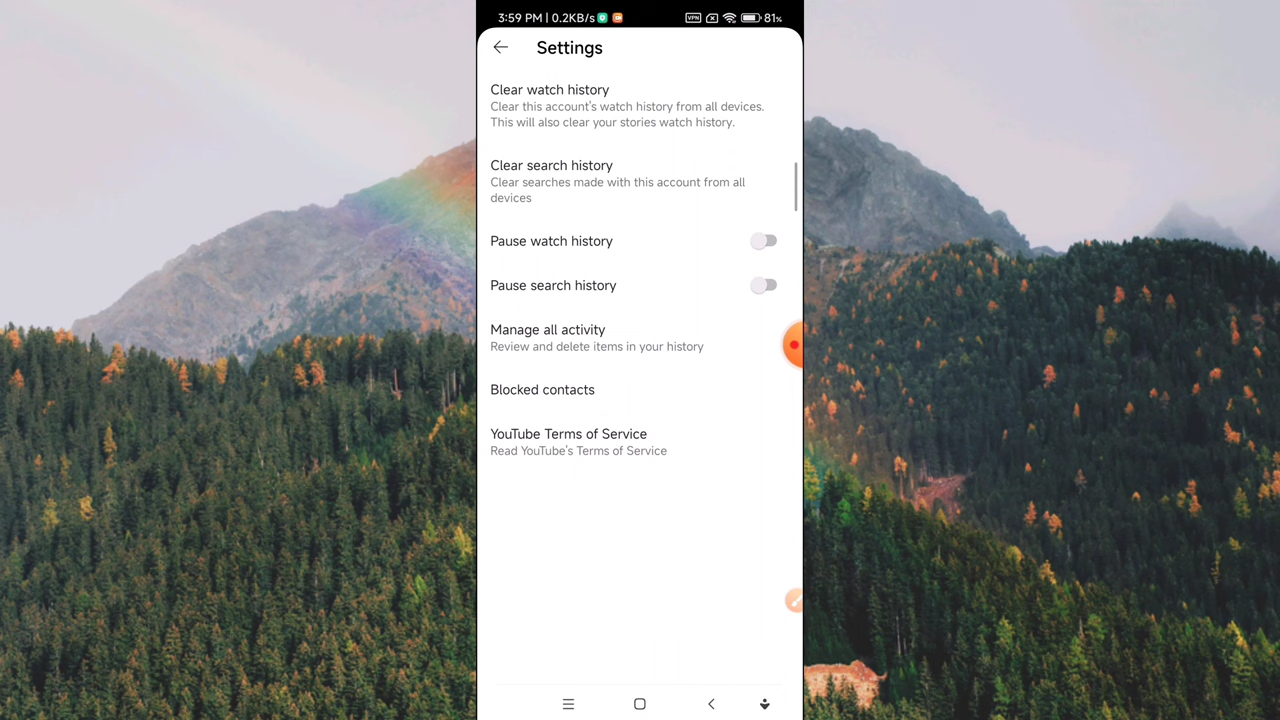 3:59 PM | 0.2KB/s VPN 81%
Settings
Clear watch history
Clear this account's watch history from all devices.
This will also clear your stories watch history.
Clear search history
Clear searches made with this account from all
devices
Pause watch history
Pause search history
Manage all activity
Review and delete items in your history
Blocked contacts
YouTube Terms of Service
Read YouTube's Terms of Service